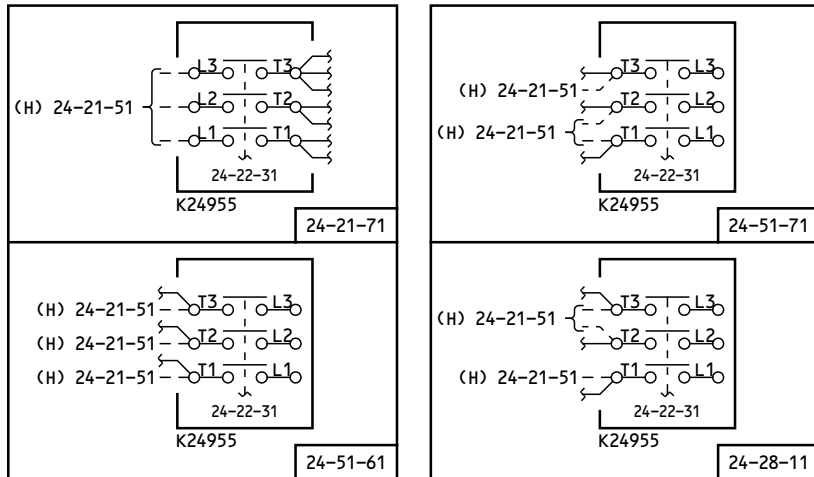 L3 T3
(H) 24-21-51 L2 T2
L1 T1
24-22-31
K24955
24-21-71
T3 L3
(H) 24-21-51
T2 L2
(H) 24-21-51
T1 L1
24-22-31
K24955
24-51-71
(H) 24-21-51 T3 L3
(H) 24-21-51 T2 L2
(H) 24-21-51 T1 L1
24-22-31
K24955
24-51-61
T3 L3
(H) 24-21-51
T2 L2
(H) 24-21-51 T1 L1
24-22-31
K24955
24-28-11